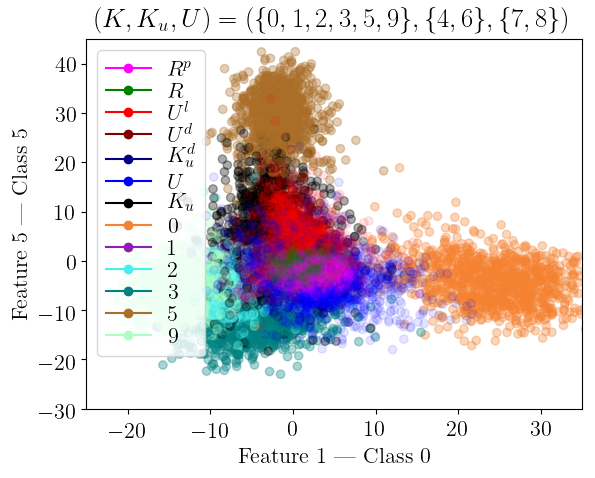 (K, K_u, U) = ({0, 1, 2, 3, 5, 9}, {4, 6}, {7, 8})
R^p
R
U^l
U^d
K_u^d
U
K_u
0
1
2
3
5
9
40
30
20
10
0
−10
−20
−30
Feature 5 — Class 5
−20 −10 0 10 20 30
Feature 1 — Class 0